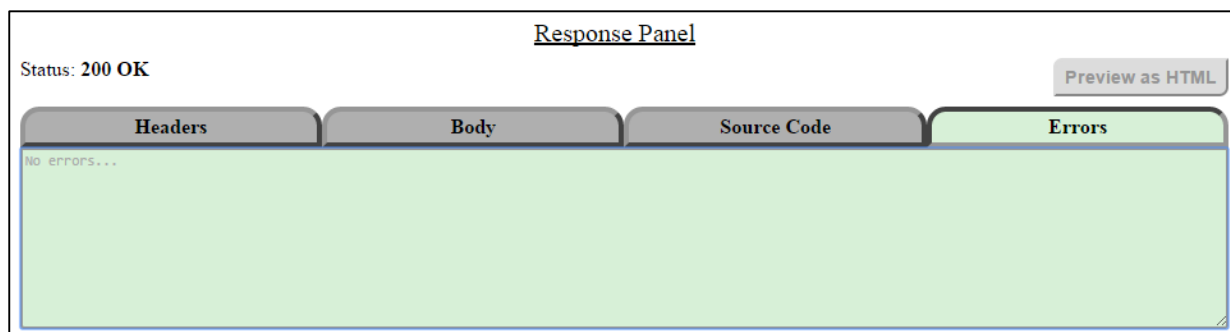 Response Panel
Status: 200 OK
Preview as HTML
Headers Body Source Code Errors
No errors...